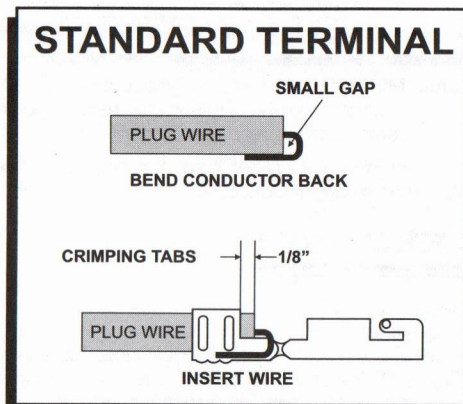 STANDARD TERMINAL
SMALL GAP
PLUG WIRE
BEND CONDUCTOR BACK
CRIMPING TABS
1/8"
PLUG WIRE
INSERT WIRE